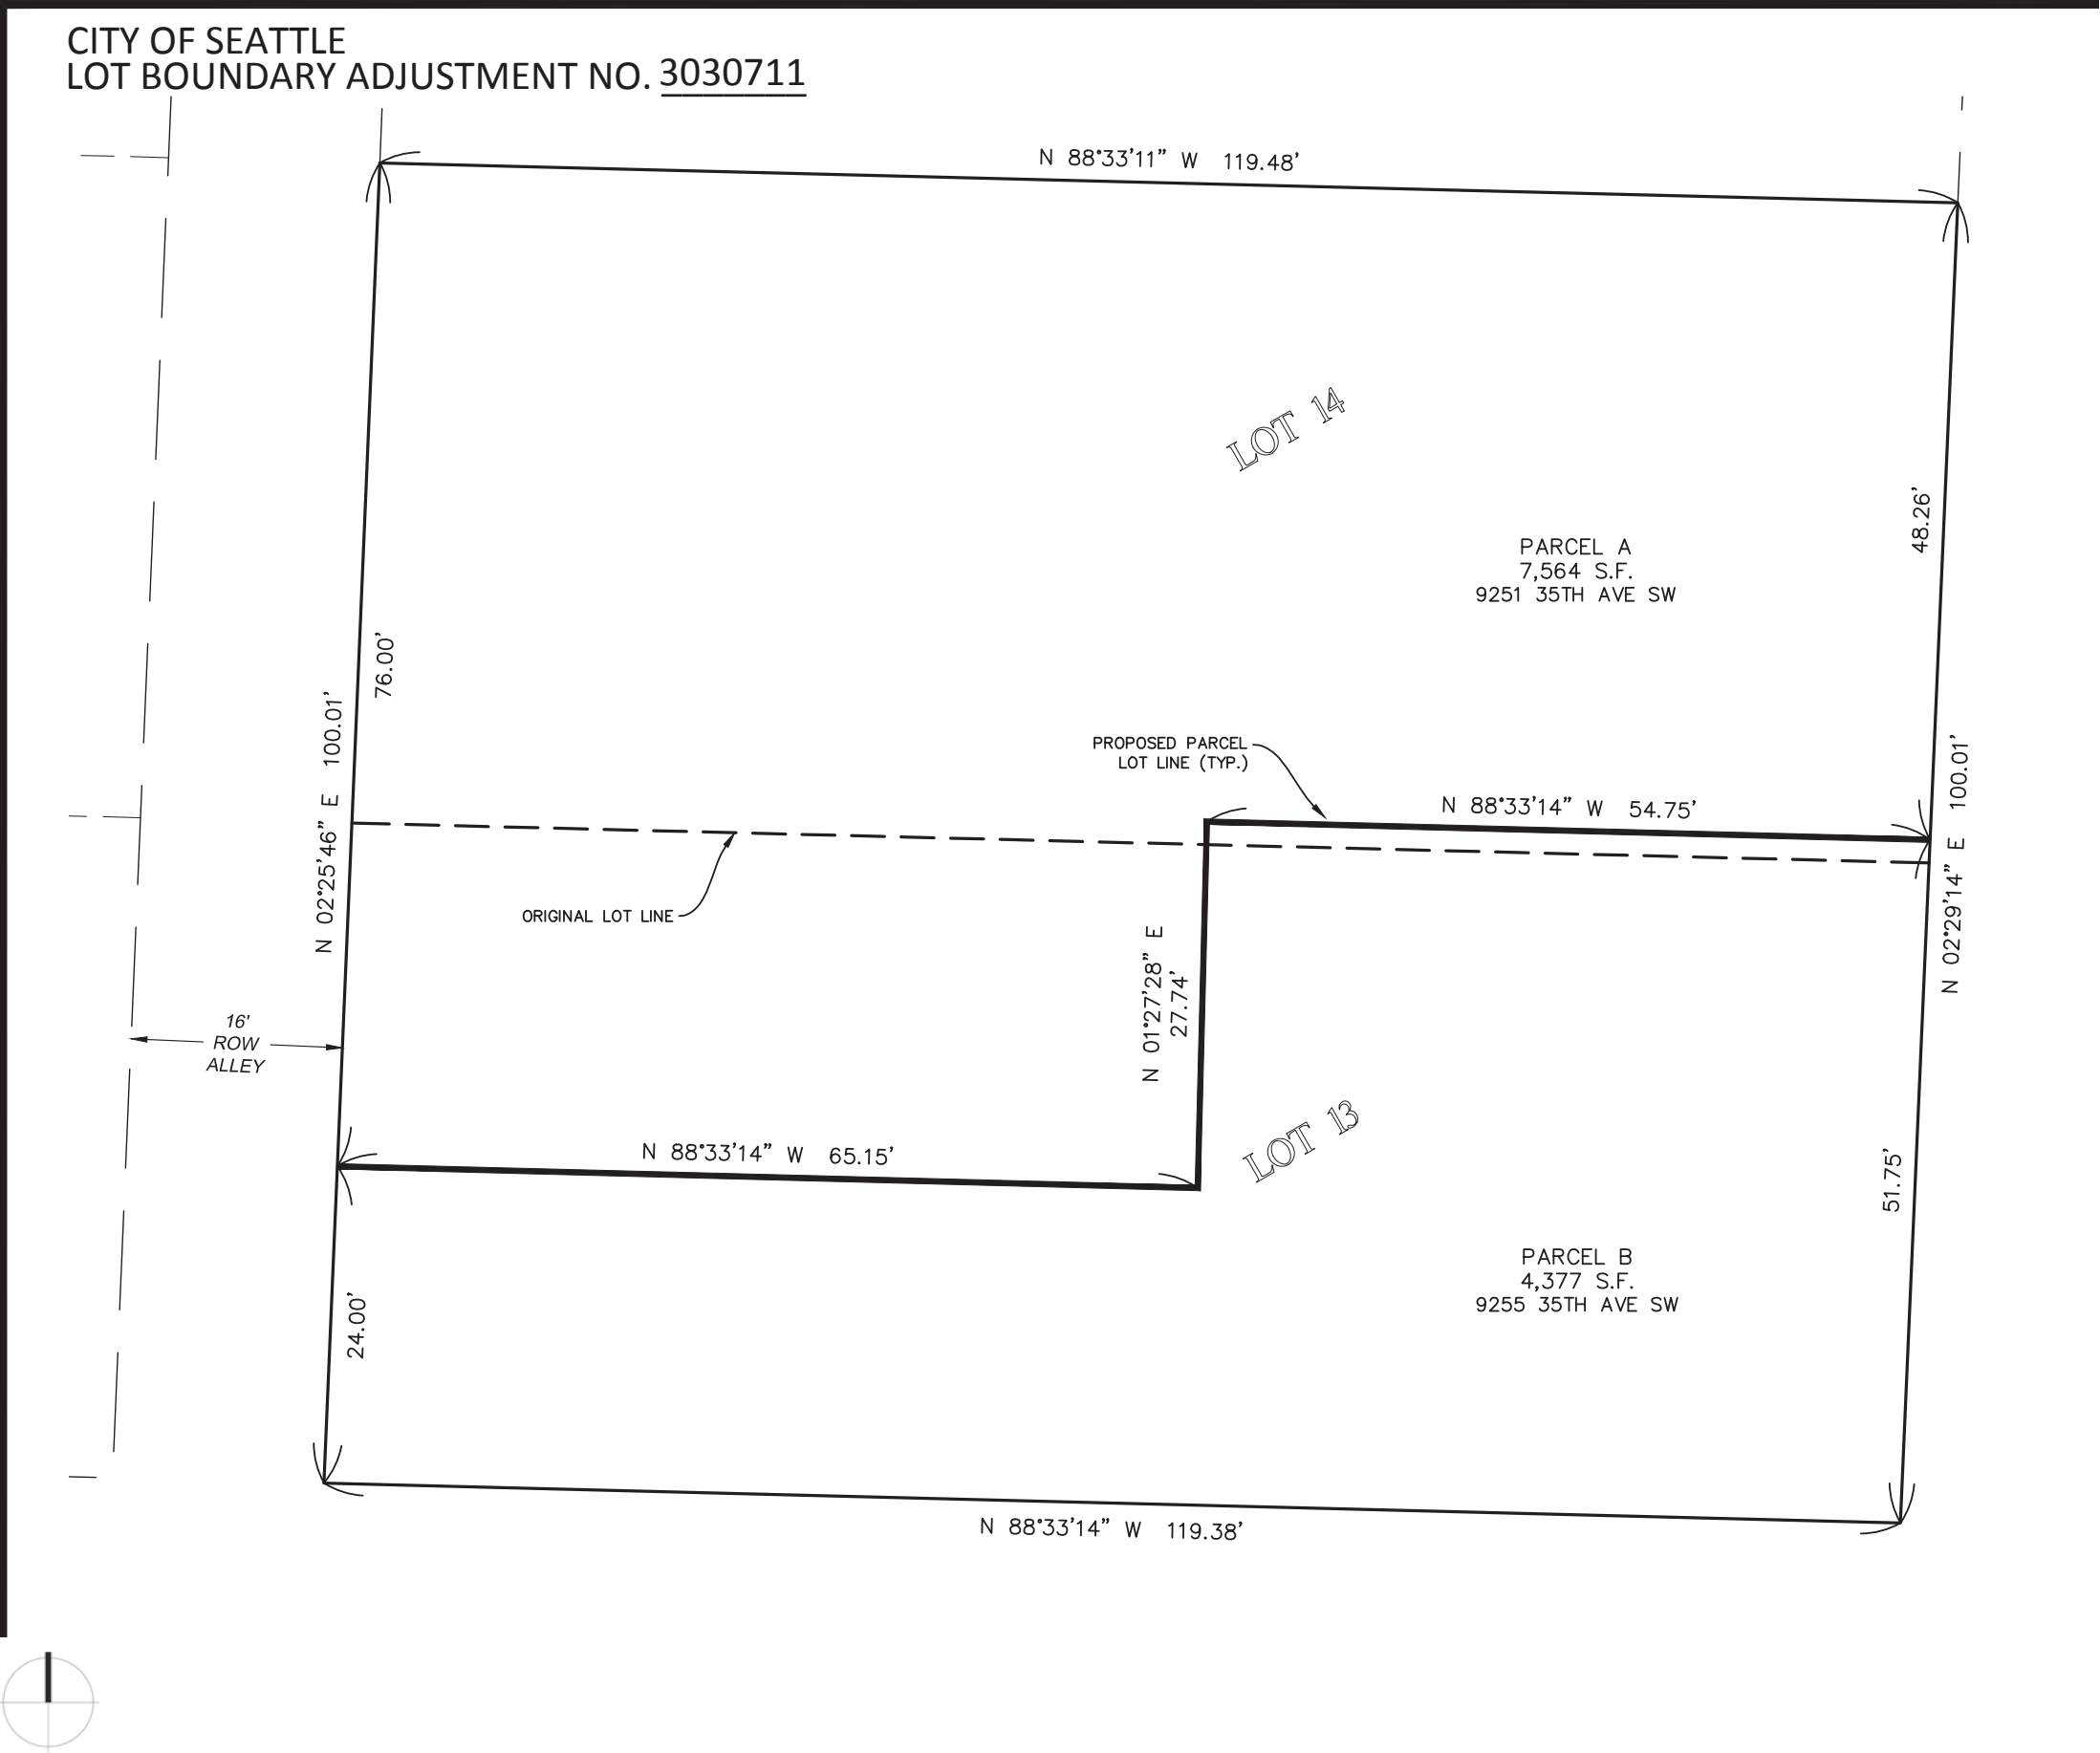 CITY OF SEATTLE
LOT BOUNDARY ADJUSTMENT NO. 3030711
N 88°33'11" W 119.48'
LOT 14
48.26'
PARCEL A
7,564 S.F.
9251 35TH AVE SW
76.00'
N 02°25'46" E 100.01'
PROPOSED PARCEL
LOT LINE (TYP.)
N 88°33'14" W 54.75'
N 02°29'14" E 100.01'
ORIGINAL LOT LINE
N 01°27'28" E
27.74'
16'
ROW
ALLEY
LOT 13
N 88°33'14" W 65.15'
51.75'
PARCEL B
4,377 S.F.
9255 35TH AVE SW
24.00'
N 88°33'14" W 119.38'